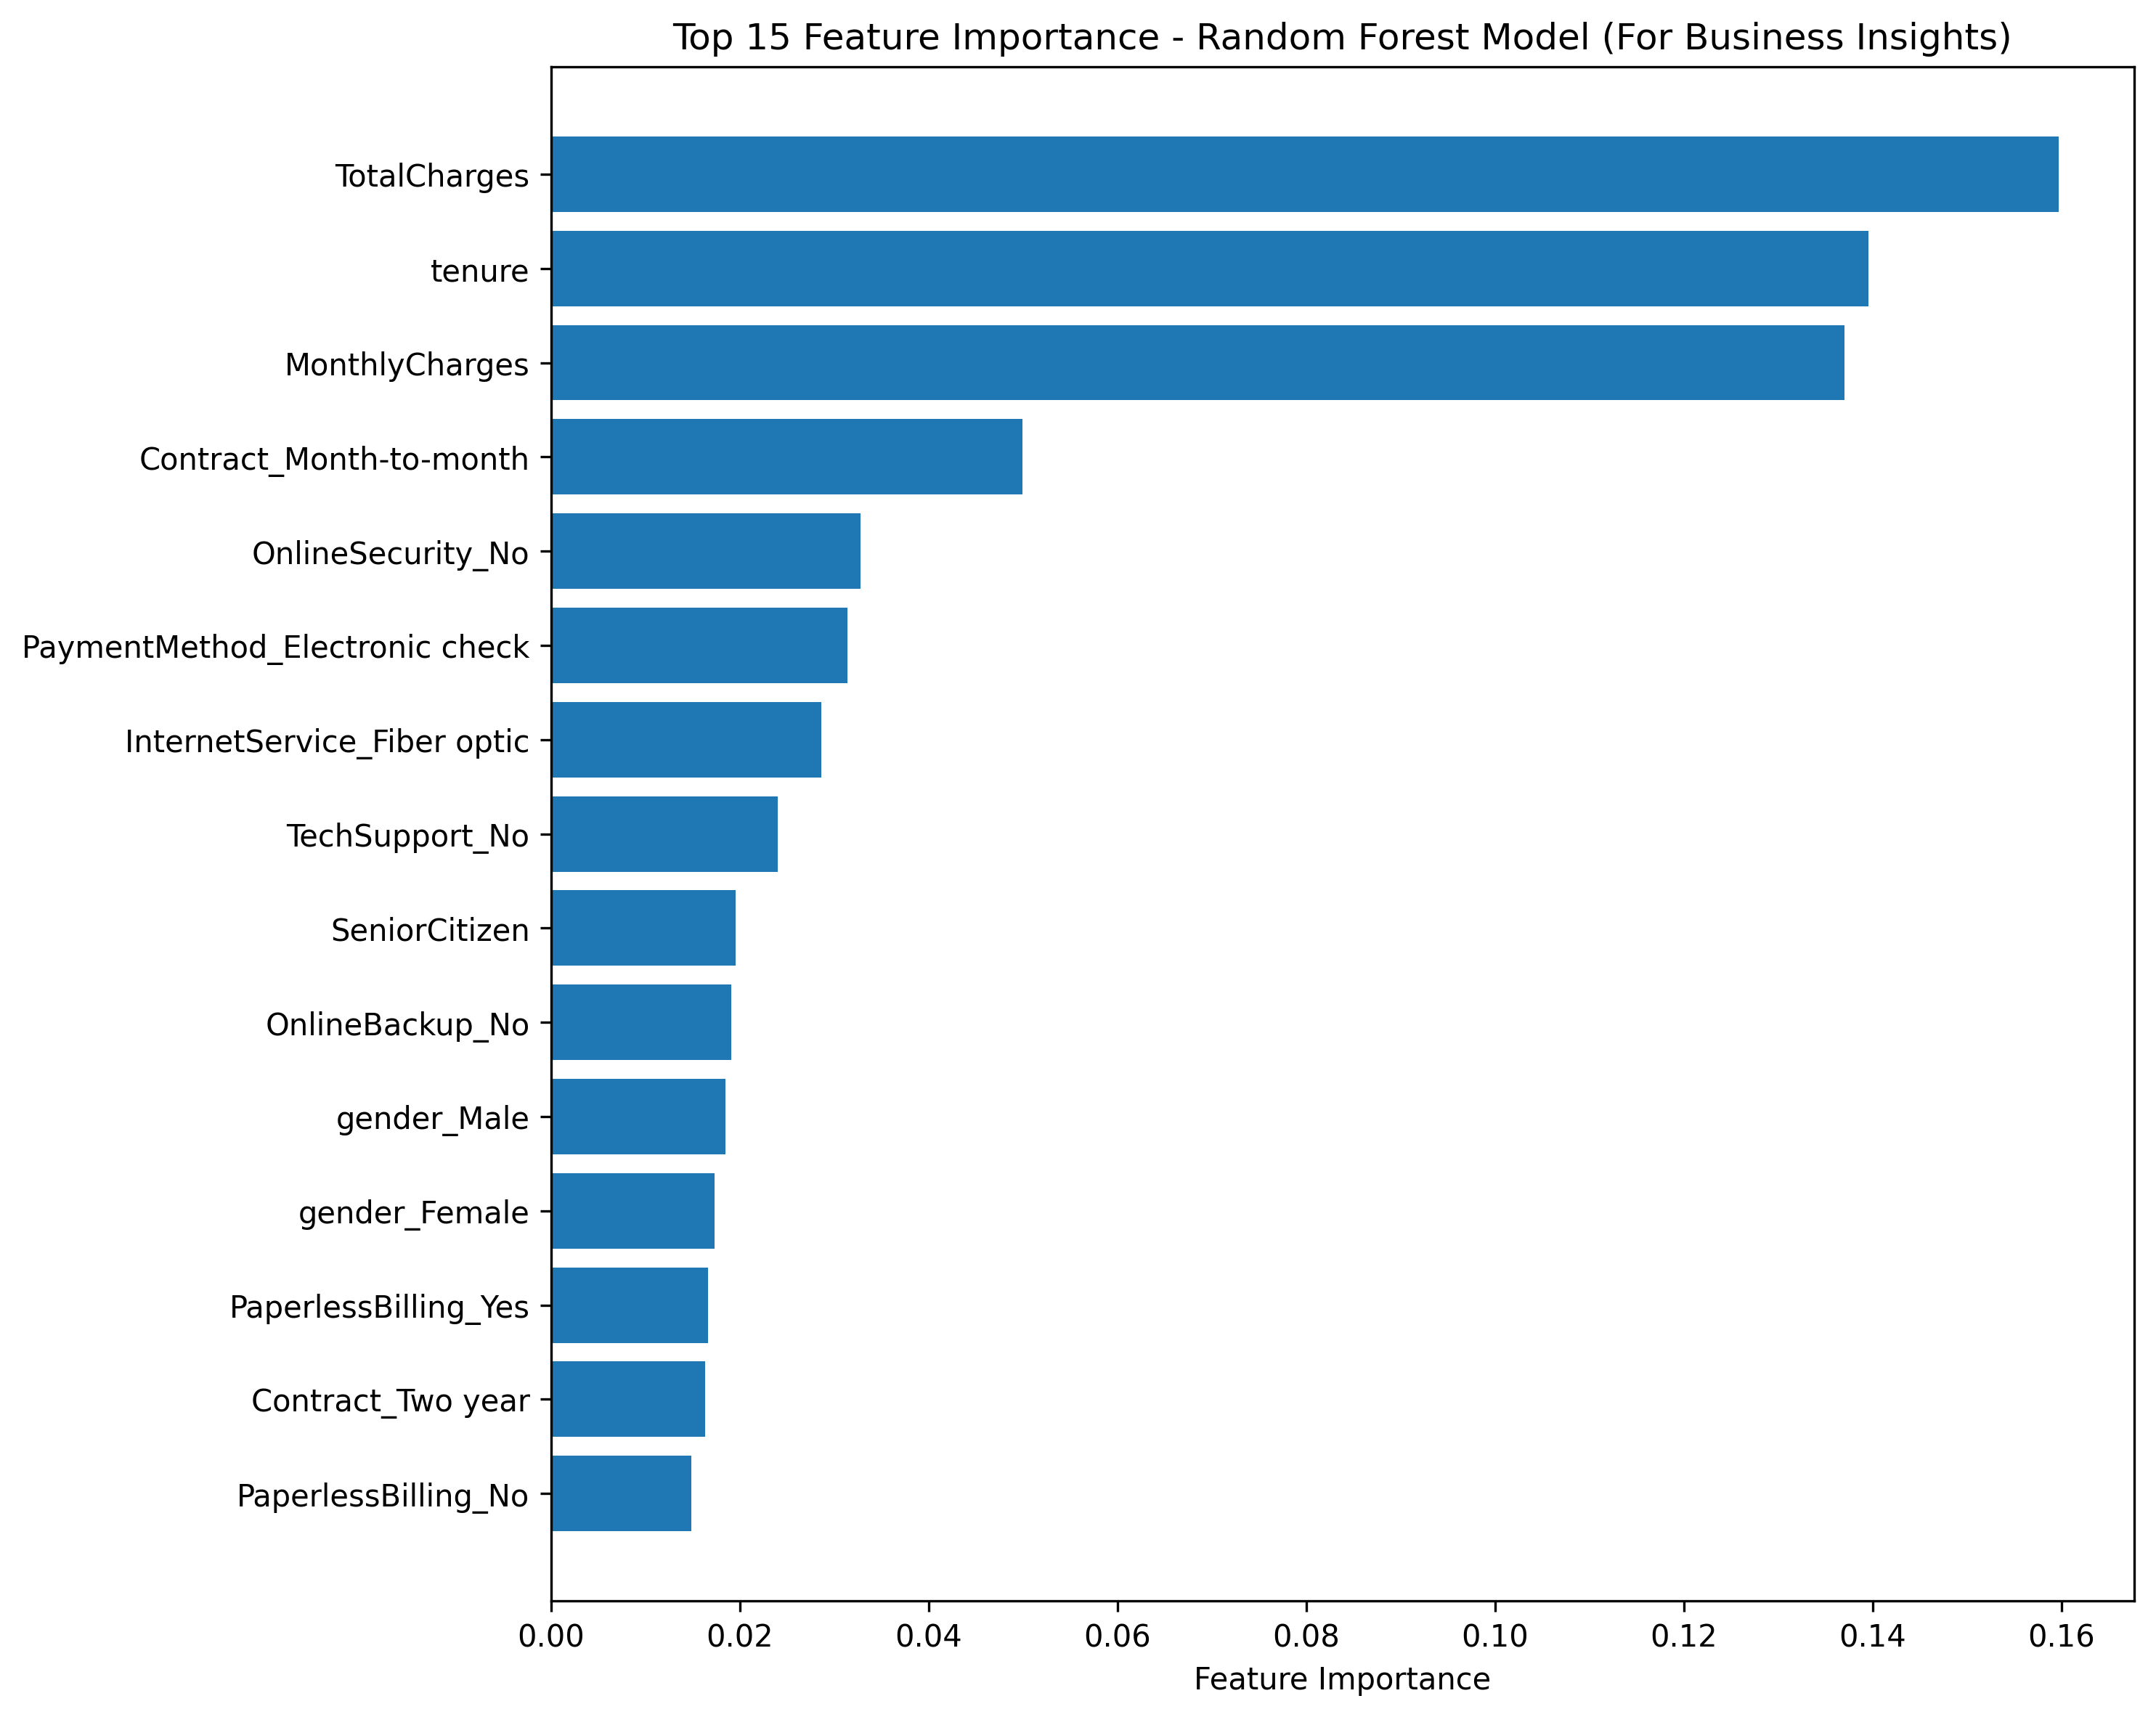 Top 15 Feature Importance - Random Forest Model (For Business Insights)
TotalCharges
tenure
MonthlyCharges
Contract_Month-to-month
OnlineSecurity_No
PaymentMethod_Electronic check
InternetService_Fiber optic
TechSupport_No
SeniorCitizen
OnlineBackup_No
gender_Male
gender_Female
PaperlessBilling_Yes
Contract_Two year
PaperlessBilling_No
0.00 0.02 0.04 0.06 0.08 0.10 0.12 0.14 0.16
Feature Importance